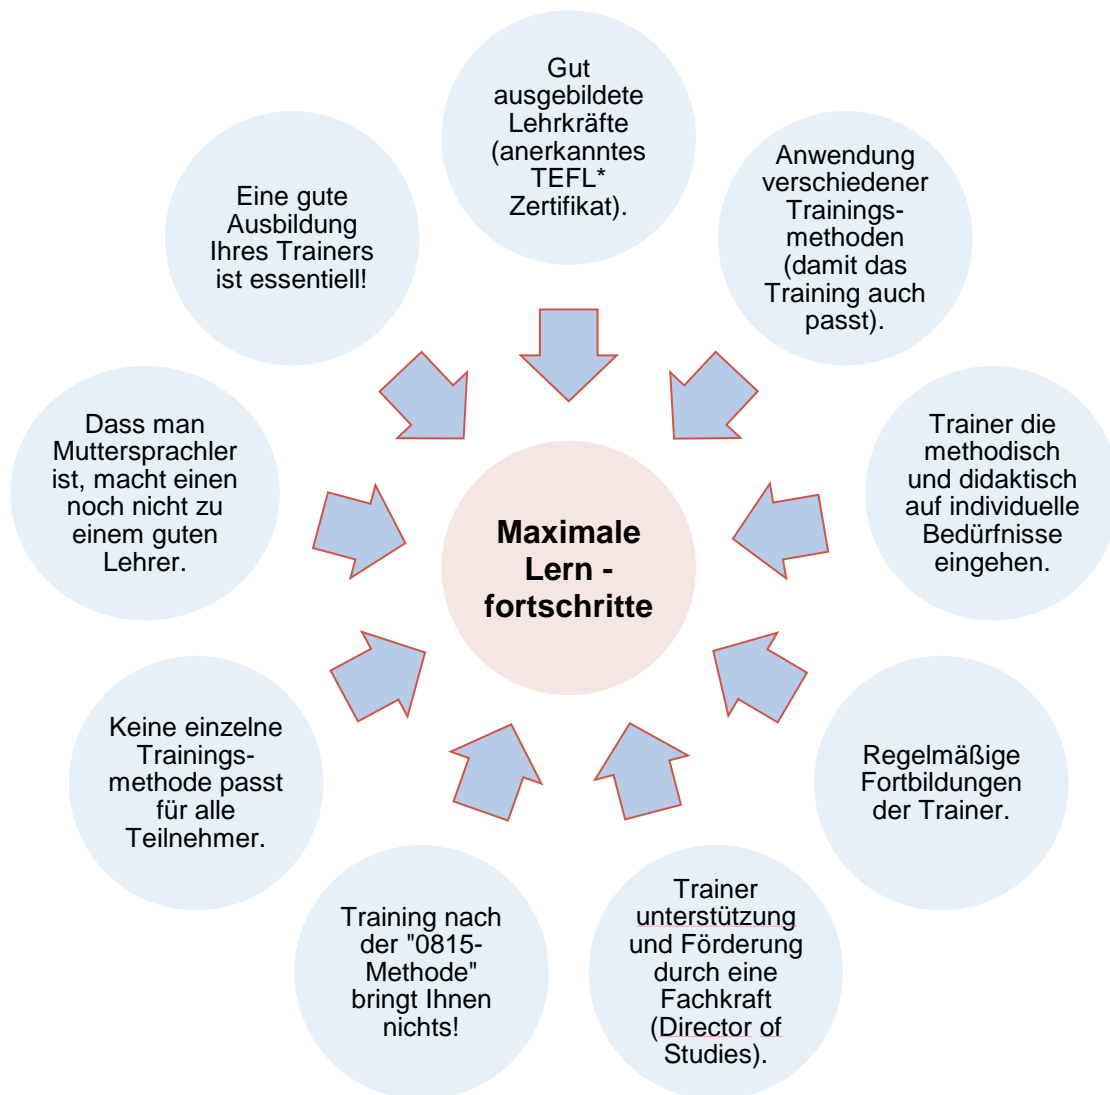 Gut
ausgebildete
Lehrkräfte
(anerkanntes
TEFL*
Zertifikat).
Anwendung
verschiedener
Trainings-
methoden
(damit das
Training auch
passt).
Trainer die
methodisch
und didaktisch
auf individuelle
Bedürfnisse
eingehen.
Regelmäßige
Fortbildungen
der Trainer.
Trainer
unterstützung
und Förderung
durch eine
Fachkraft
(Director of
Studies).
Training nach
der "0815-
Methode"
bringt Ihnen
nichts!
Keine einzelne
Trainings-
methode passt
für alle
Teilnehmer.
Dass man
Muttersprachler
ist, macht einen
noch nicht zu
einem guten
Lehrer.
Eine gute
Ausbildung
Ihres Trainers
ist essentiell!
Maximale
Lern -
fortschritte